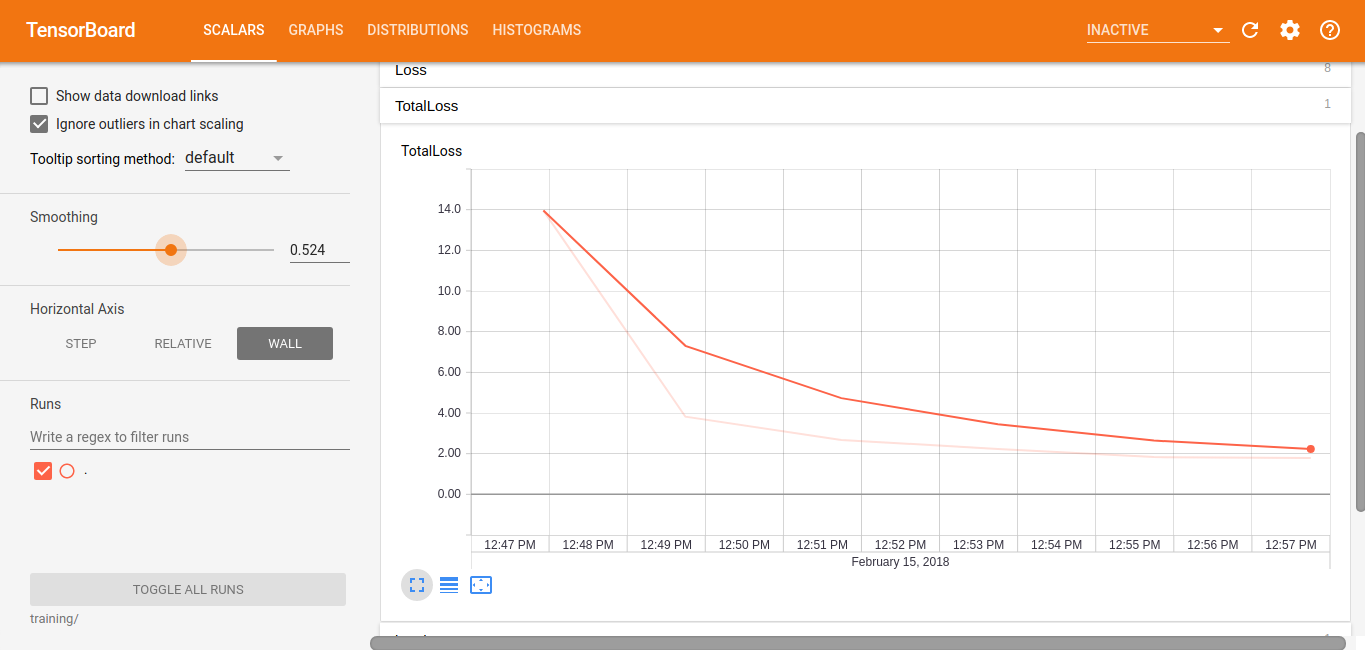 TensorBoard SCALARS GRAPHS DISTRIBUTIONS HISTOGRAMS INACTIVE
Show data download links
Ignore outliers in chart scaling
Tooltip sorting method: default
Smoothing
0.524
Horizontal Axis
STEP RELATIVE WALL
Runs
Write a regex to filter runs
.
TOGGLE ALL RUNS
training/
Loss 8
TotalLoss 1
TotalLoss
14.0
12.0
10.0
8.00
6.00
4.00
2.00
0.00
12:47 PM 12:48 PM 12:49 PM 12:50 PM 12:51 PM 12:52 PM 12:53 PM 12:54 PM 12:55 PM 12:56 PM 12:57 PM
February 15, 2018